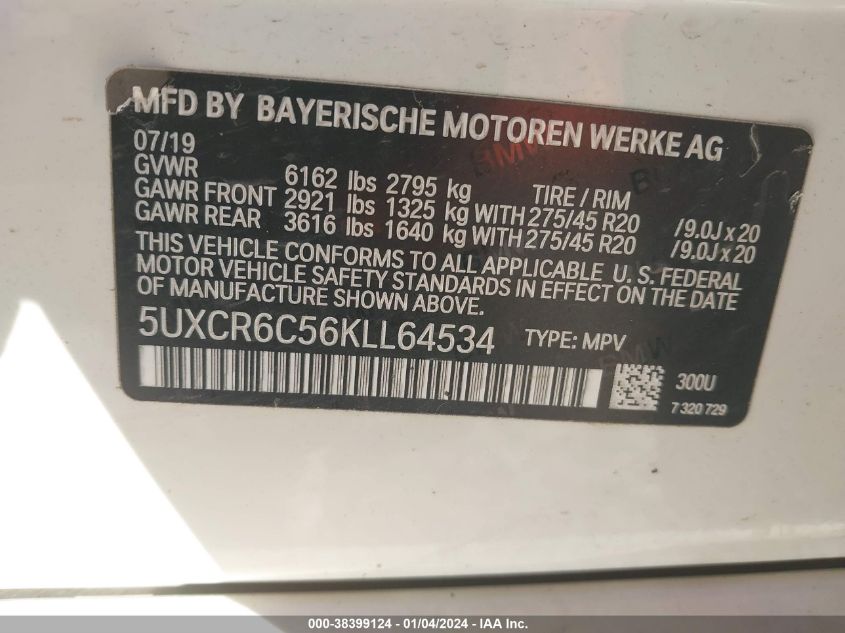 MFD BY BAYERISCHE MOTOREN WERKE AG
07/19
GVWR 6162 lbs 2795 kg TIRE / RIM
GAWR FRONT 2921 lbs 1325 kg WITH 275/45 R20 /9.0J x 20
GAWR REAR 3616 lbs 1640 kg WITH 275/45 R20 /9.0J x 20
THIS VEHICLE CONFORMS TO ALL APPLICABLE U. S. FEDERAL
MOTOR VEHICLE SAFETY STANDARDS IN EFFECT ON THE DATE
OF MANUFACTURE SHOWN ABOVE.
5UXCR6C56KLL64534 TYPE: MPV
300U
7 320 729
000-38399124 - 01/04/2024 - IAA Inc.